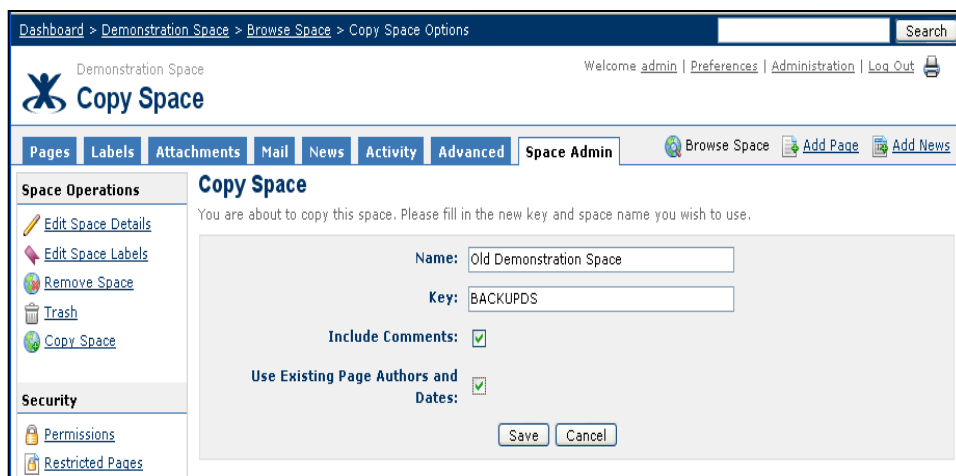 Dashboard > Demonstration Space > Browse Space > Copy Space Options
Search
Demonstration Space
Welcome admin | Preferences | Administration | Log Out
Copy Space
Pages Labels Attachments Mail News Activity Advanced Space Admin Browse Space Add Page Add News
Space Operations
Edit Space Details
Edit Space Labels
Remove Space
Trash
Copy Space
Security
Permissions
Restricted Pages
Copy Space
You are about to copy this space. Please fill in the new key and space name you wish to use.
Name: Old Demonstration Space
Key: BACKUPDS
Include Comments:
Use Existing Page Authors and
Dates:
Save Cancel